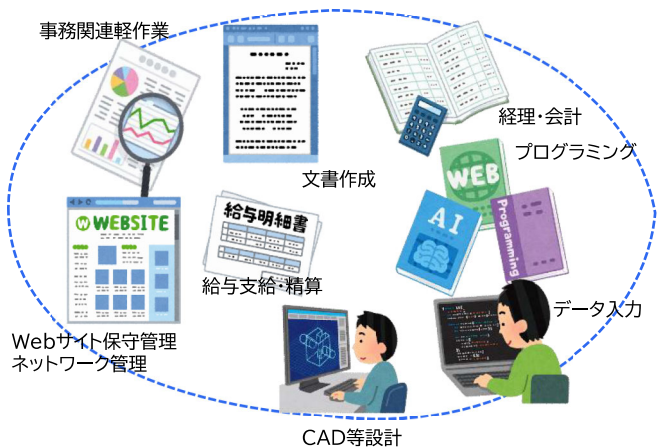 事務関連軽作業
文書作成
経理・会計
プログラミング
WEB
AI
Programming
WEBSITE
給与明細書
給与支給・精算
データ入力
Webサイト保守管理
ネットワーク管理
CAD等設計